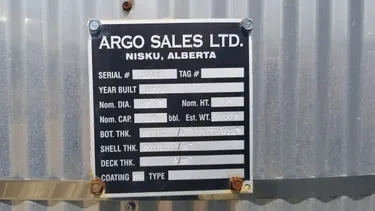 ARGO SALES LTD.
NISKU, ALBERTA
SERIAL # TAG #
YEAR BUILT
Nom. DIA. Nom. HT.
Nom. CAP. bbl. Est. WT.
BOT. THK.
SHELL THK.
DECK THK.
COATING TYPE